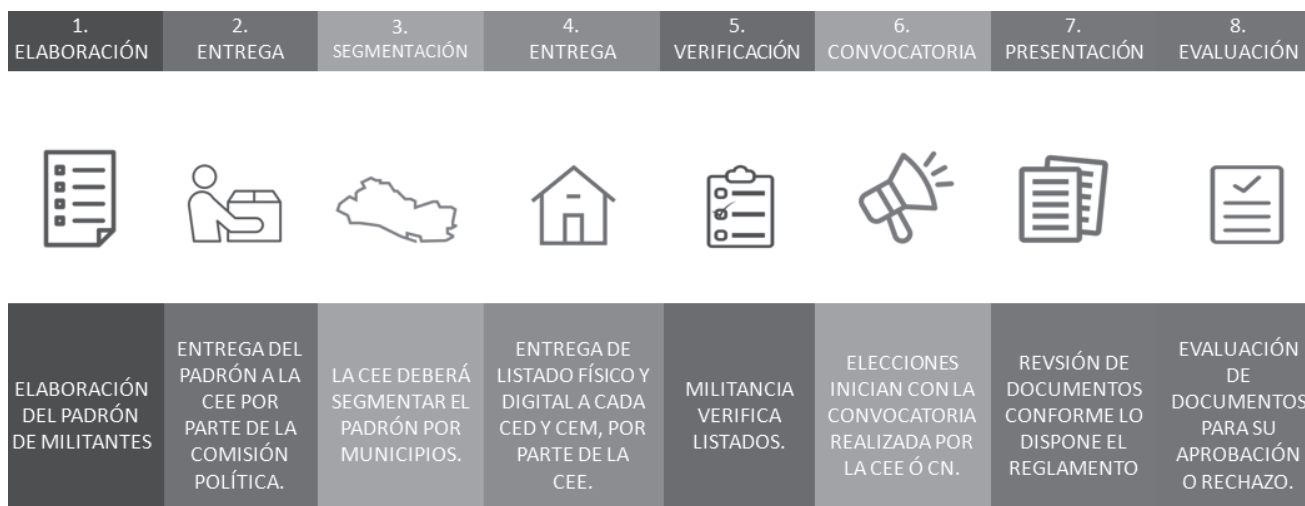 1.
ELABORACIÓN
2.
ENTREGA
3.
SEGMENTACIÓN
4.
ENTREGA
5.
VERIFICACIÓN
6.
CONVOCATORIA
7.
PRESENTACIÓN
8.
EVALUACIÓN
ELABORACIÓN
DEL PADRÓN
DE MILITANTES
ENTREGA DEL
PADRÓN A LA
CEE POR
PARTE DE LA
COMISIÓN
POLÍTICA.
LA CEE DEBERÁ
SEGMENTAR EL
PADRÓN POR
MUNICIPIOS.
ENTREGA DE
LISTADO FÍSICO Y
DIGITAL A CADA
CED Y CEM, POR
PARTE DE LA
CEE.
MILITANCIA
VERIFICA
LISTADOS.
ELECCIONES
INICIAN CON LA
CONVOCATORIA
REALIZADA POR
LA CEE Ó CN.
REVSIÓN DE
DOCUMENTOS
CONFORME LO
DISPONE EL
REGLAMENTO
EVALUACIÓN
DE
DOCUMENTOS
PARA SU
APROBACIÓN
O RECHAZO.